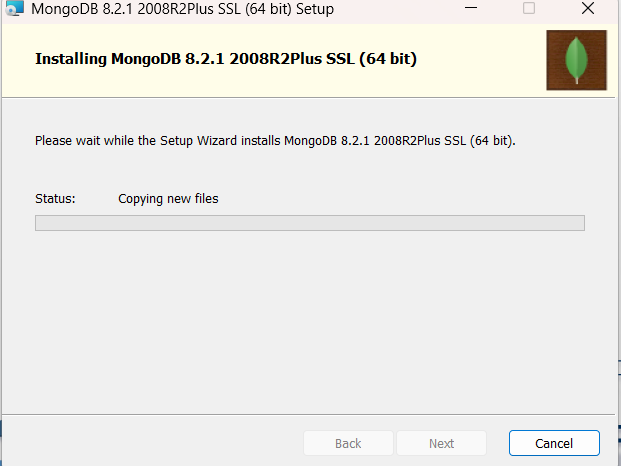 MongoDB 8.2.1 2008R2Plus SSL (64 bit) Setup
Installing MongoDB 8.2.1 2008R2Plus SSL (64 bit)
Please wait while the Setup Wizard installs MongoDB 8.2.1 2008R2Plus SSL (64 bit).
Status: Copying new files
Back Next Cancel